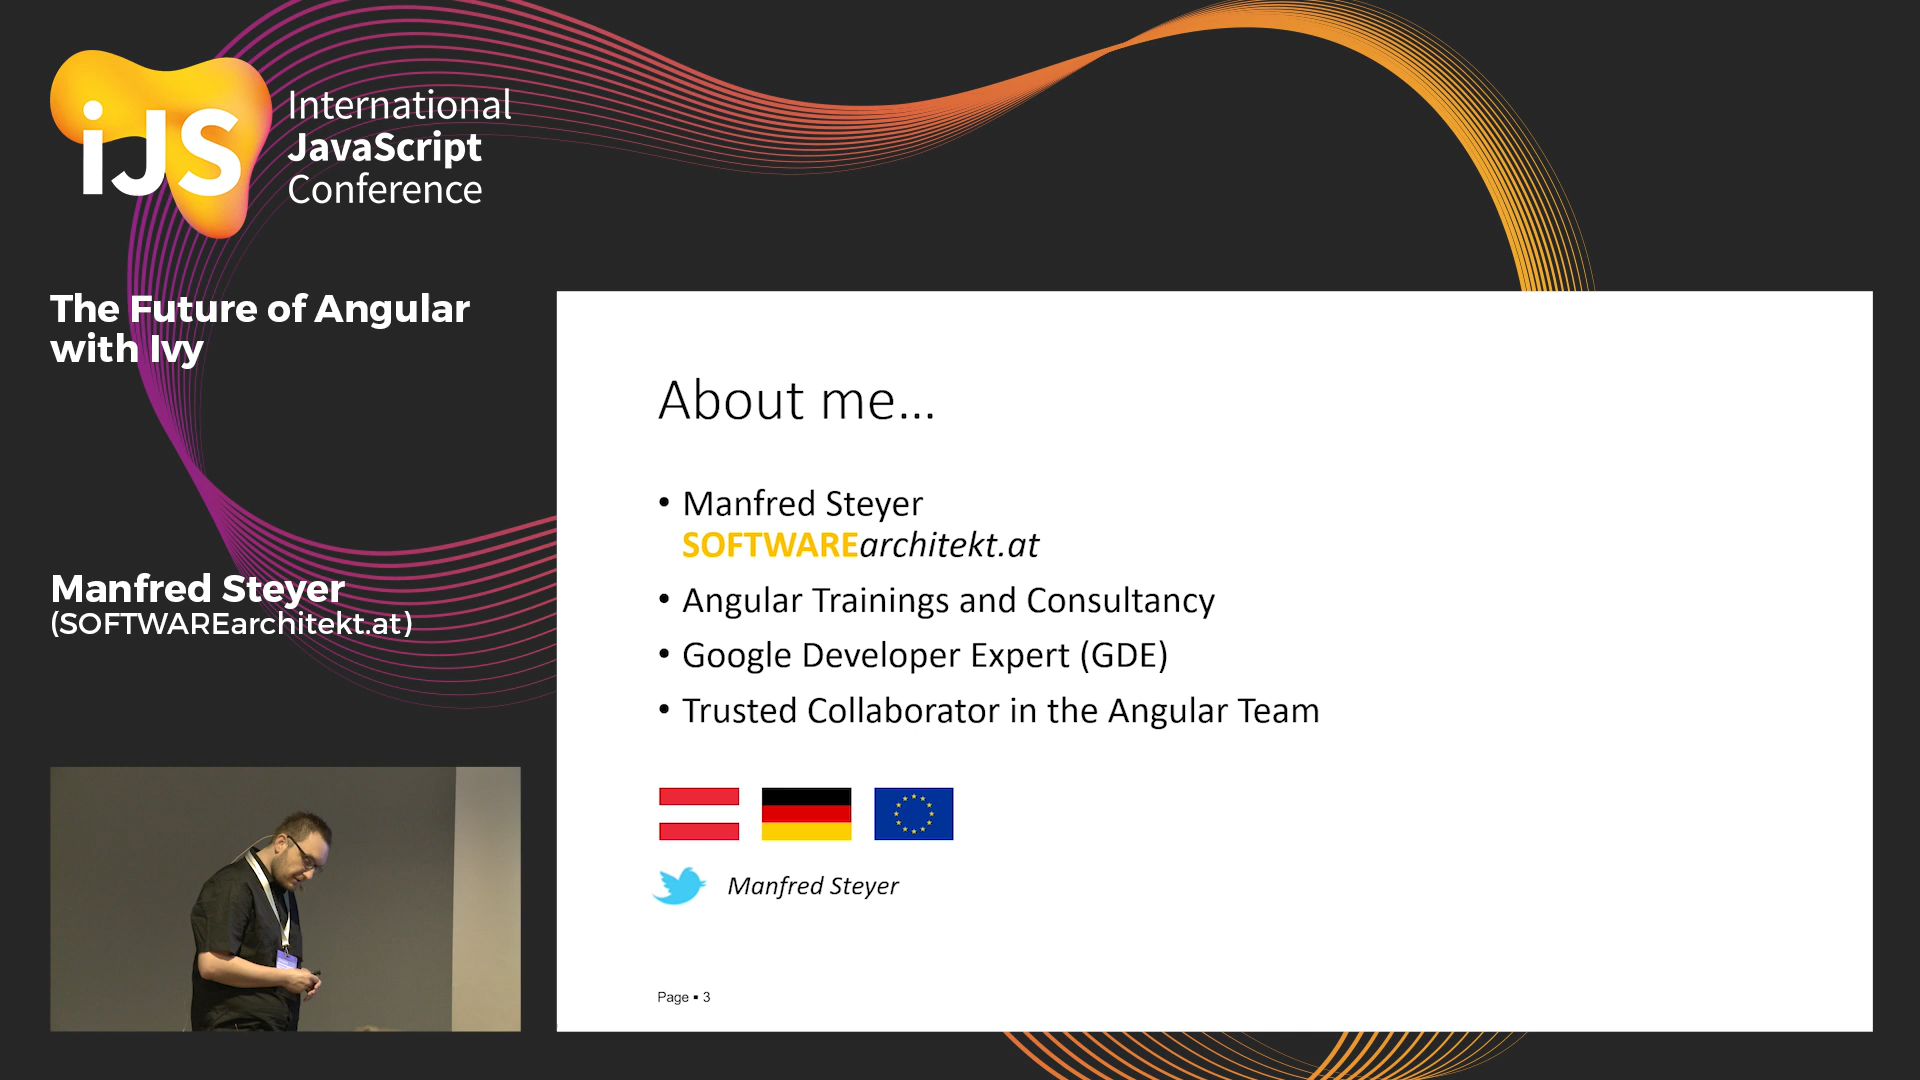 iJS
International
JavaScript
Conference
The Future of Angular
with Ivy
Manfred Steyer
(SOFTWAREarchitekt.at)
About me...
• Manfred Steyer
SOFTWAREarchitekt.at
• Angular Trainings and Consultancy
• Google Developer Expert (GDE)
• Trusted Collaborator in the Angular Team
Manfred Steyer
Page ▪ 3